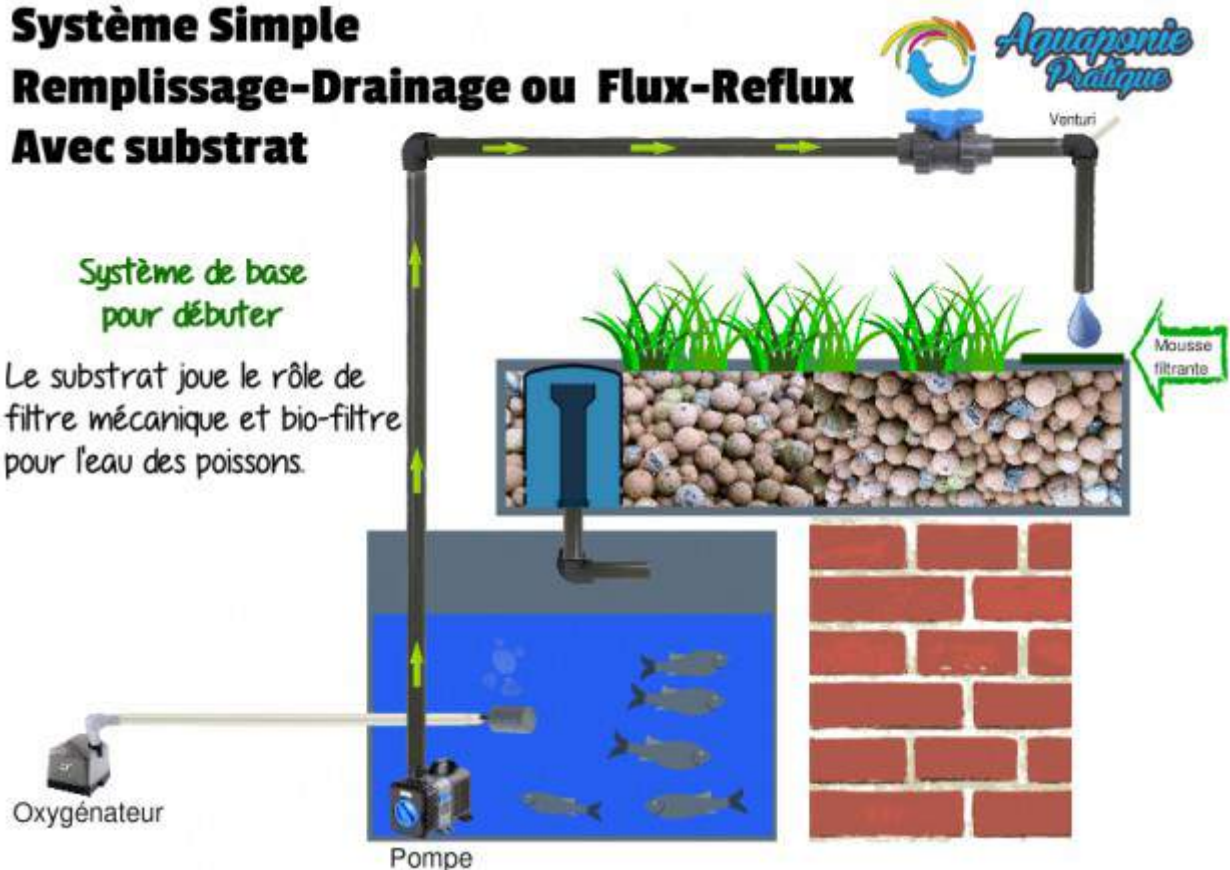 Système Simple
Remplissage-Drainage ou Flux-Reflux
Avec substrat
Aquaponie
Pratique
Venturi
Système de base
pour débuter
Mousse
filtrante
Le substrat joue le rôle de
filtre mécanique et bio-filtre
pour l'eau des poissons.
Oxygénateur
Pompe